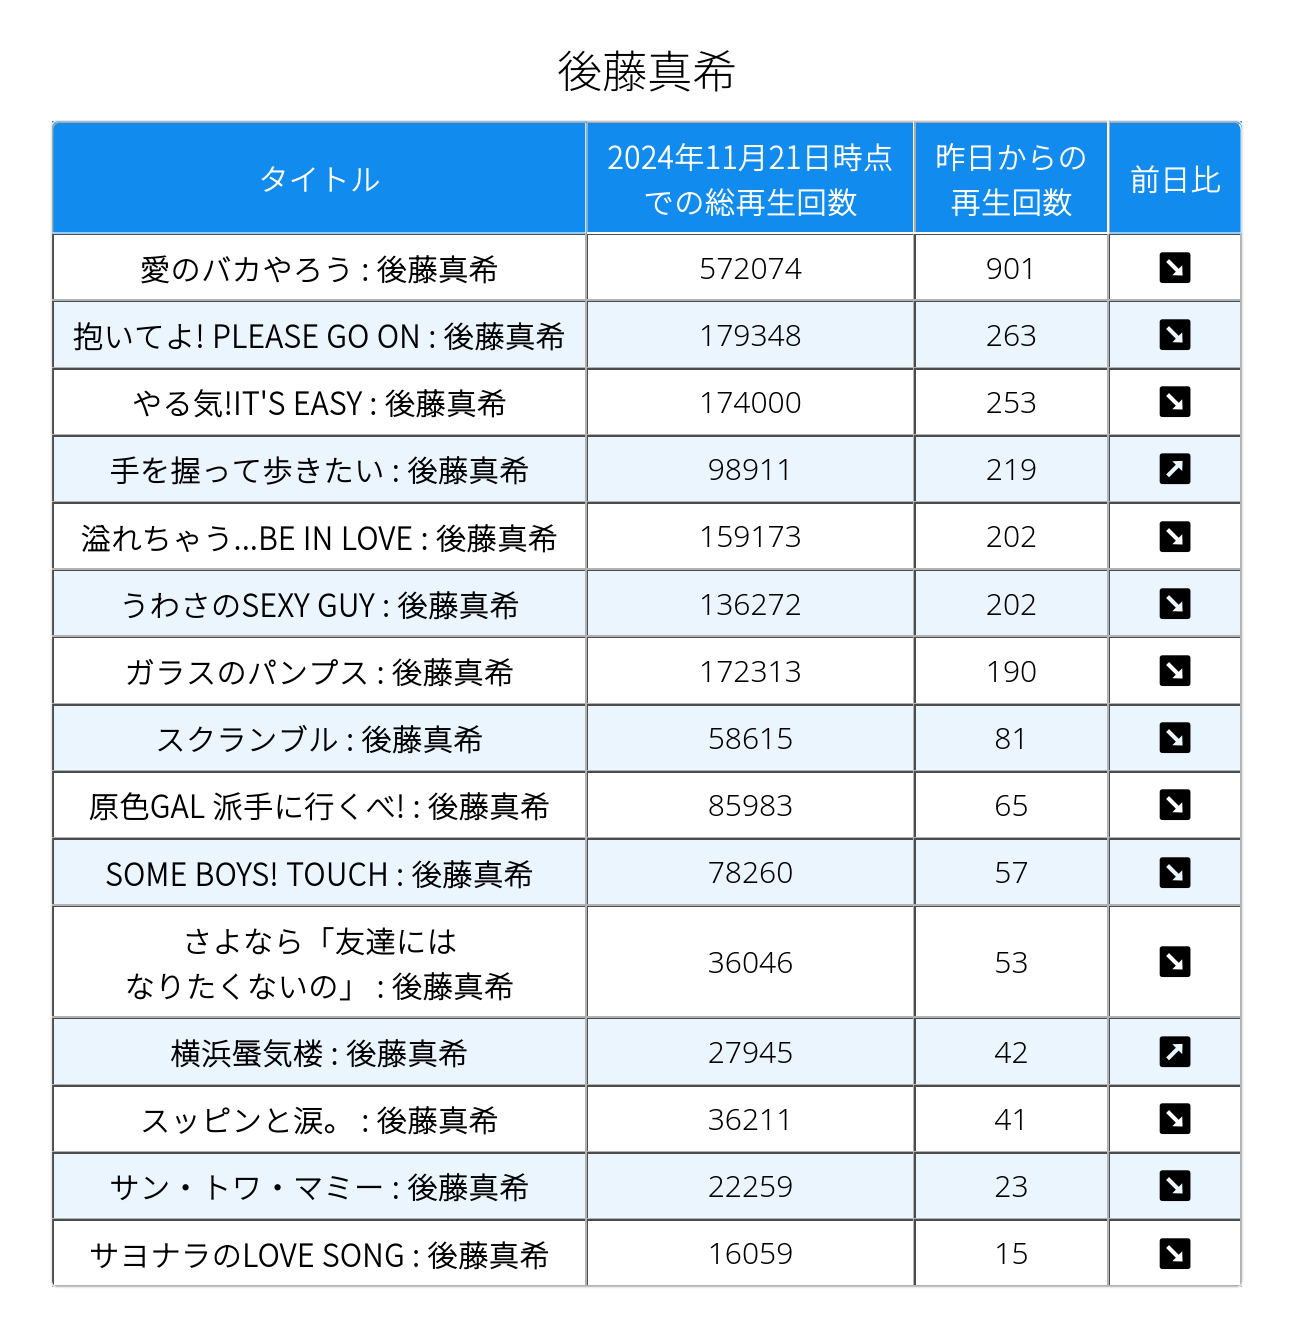 後藤真希
タイトル
2024年11月21日時点
での総再生回数
昨日からの
再生回数
前日比
愛のバカやろう : 後藤真希 572074 901
抱いてよ! PLEASE GO ON : 後藤真希 179348 263
やる気!IT'S EASY : 後藤真希 174000 253
手を握って歩きたい : 後藤真希 98911 219
溢れちゃう...BE IN LOVE : 後藤真希 159173 202
うわさのSEXY GUY : 後藤真希 136272 202
ガラスのパンプス : 後藤真希 172313 190
スクランブル : 後藤真希 58615 81
原色GAL 派手に行くべ! : 後藤真希 85983 65
SOME BOYS! TOUCH : 後藤真希 78260 57
さよなら「友達には
なりたくないの」 : 後藤真希 36046 53
横浜蜃気楼 : 後藤真希 27945 42
スッピンと涙。 : 後藤真希 36211 41
サン・トワ・マミー : 後藤真希 22259 23
サヨナラのLOVE SONG : 後藤真希 16059 15